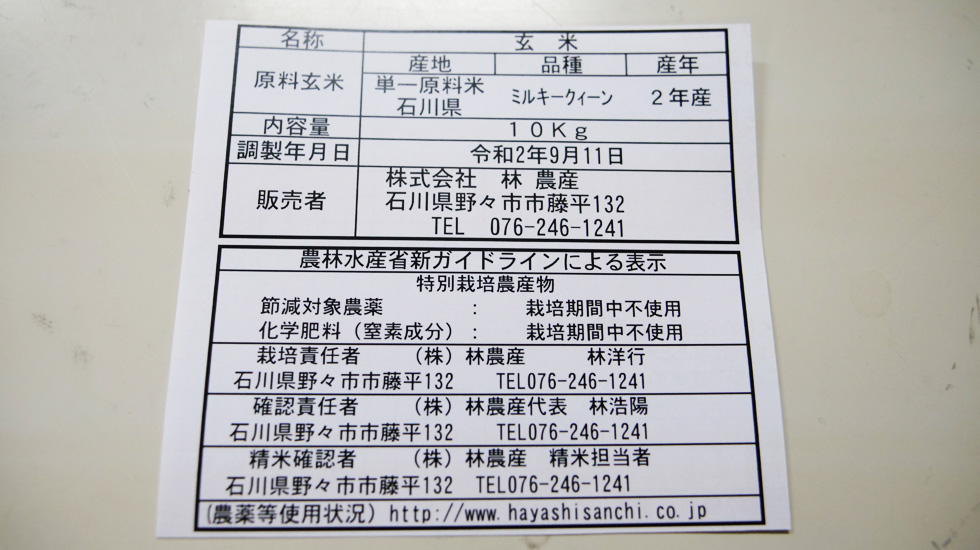 名称 玄米
原料玄米 産地 品種 産年
単一原料米
石川県 ミルキークィーン 2年産
内容量 10Kg
調製年月日 令和2年9月11日
販売者 株式会社 林 農産
石川県野々市市藤平132
TEL 076-246-1241
農林水産省新ガイドラインによる表示
特別栽培農産物
節減対象農薬 : 栽培期間中不使用
化学肥料(窒素成分): 栽培期間中不使用
栽培責任者 (株)林農産 林洋行
石川県野々市市藤平132 TEL076-246-1241
確認責任者 (株)林農産代表 林浩陽
石川県野々市市藤平132 TEL076-246-1241
精米確認者 (株)林農産 精米担当者
石川県野々市市藤平132 TEL076-246-1241
(農薬等使用状況)http://www.hayashisanchi.co.jp